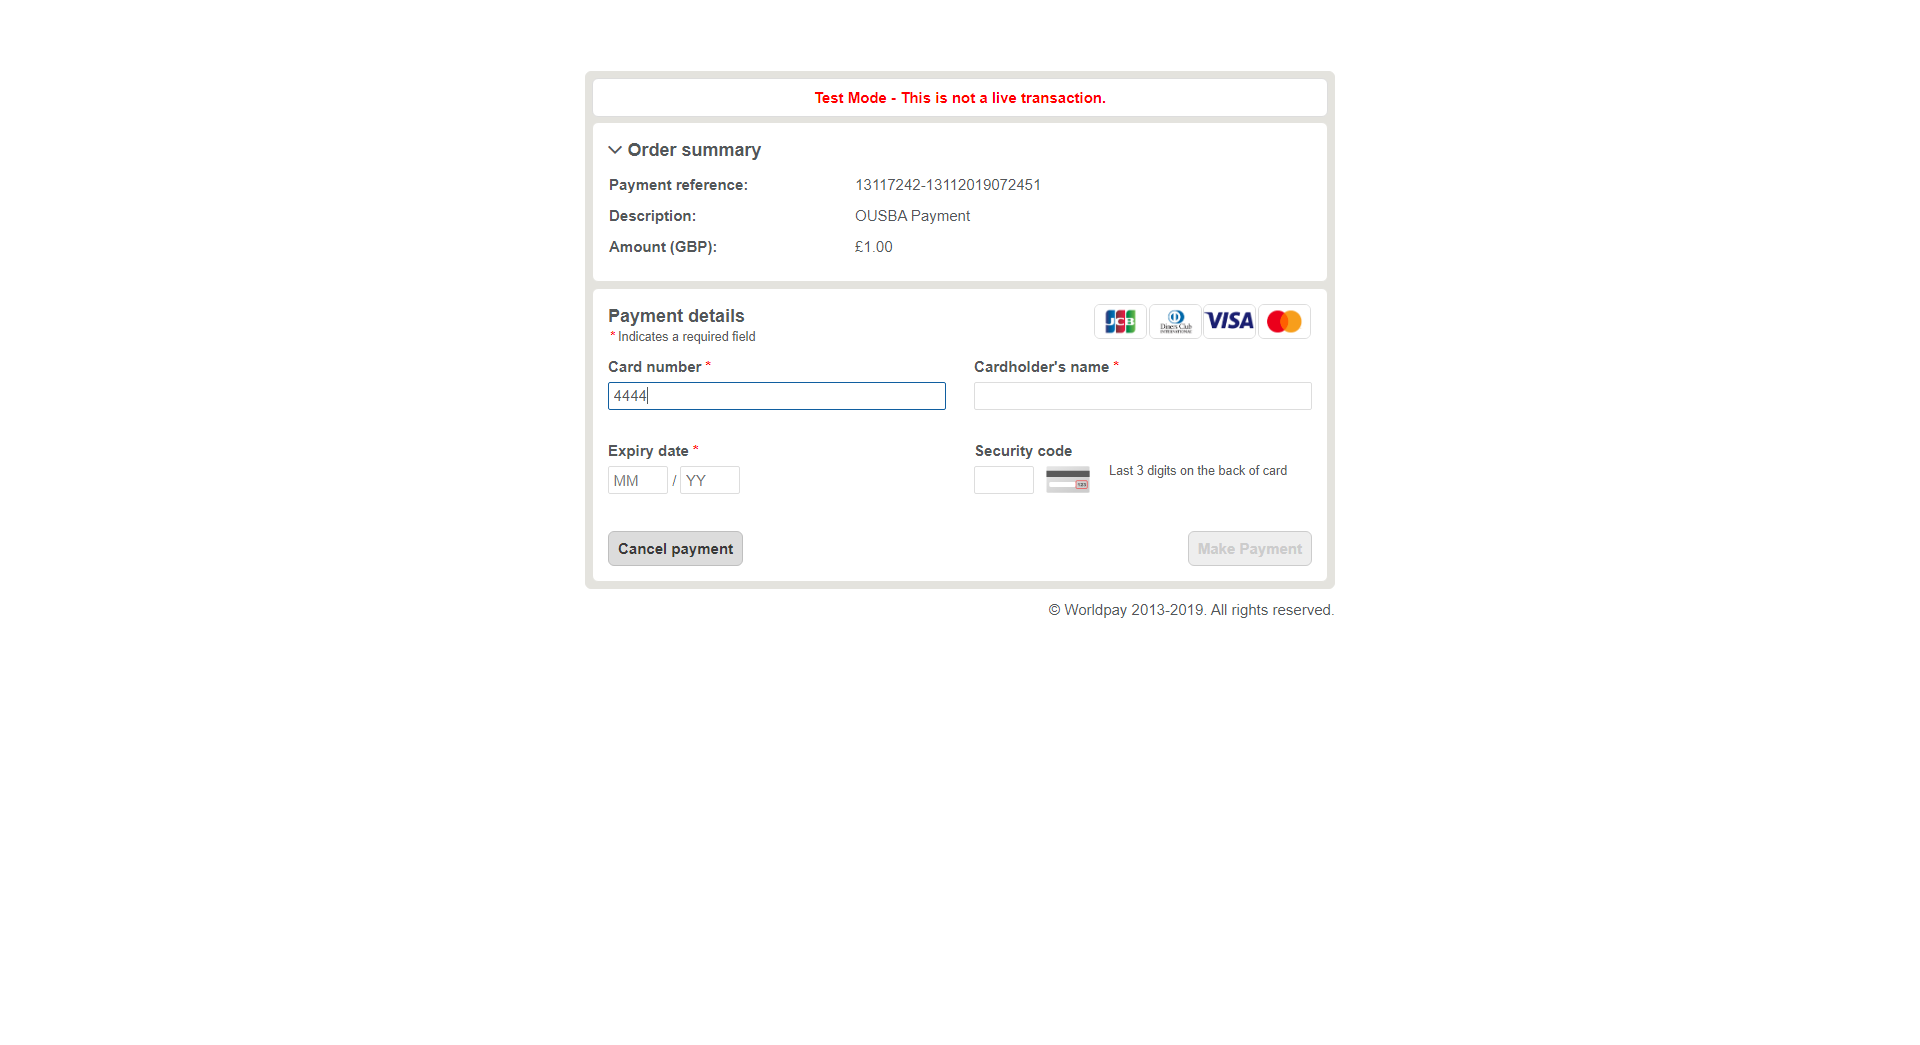 Test Mode - This is not a live transaction.
Order summary
Payment reference: 13117242-13112019072451
Description: OUSBA Payment
Amount (GBP): £1.00
Payment details
* Indicates a required field
JCB Diners Club INTERNATIONAL VISA
Card number * Cardholder's name *
4444
Expiry date * Security code
MM / YY 123 Last 3 digits on the back of card
Cancel payment Make Payment
© Worldpay 2013-2019. All rights reserved.